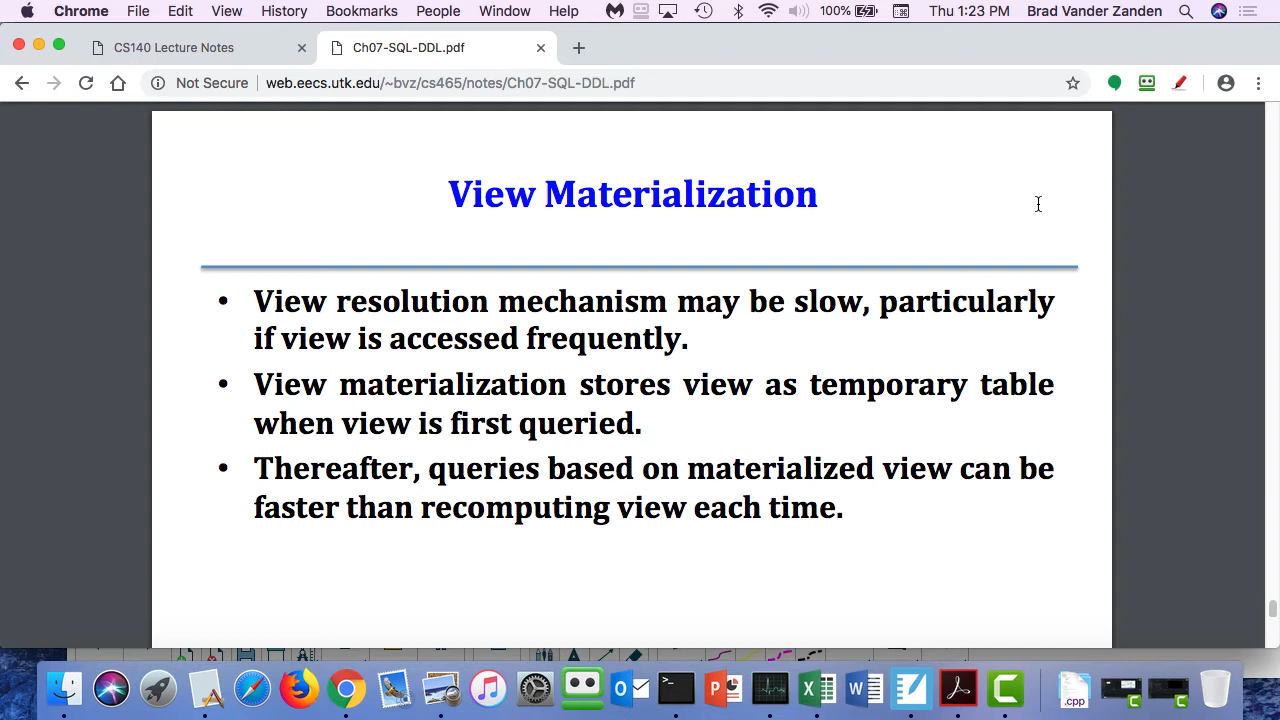 Chrome File Edit View History Bookmarks People Window Help 100% Thu 1:23 PM Brad Vander Zanden
CS140 Lecture Notes Ch07-SQL-DDL.pdf
Not Secure web.eecs.utk.edu/~bvz/cs465/notes/Ch07-SQL-DDL.pdf
View Materialization
• View resolution mechanism may be slow, particularly
if view is accessed frequently.
• View materialization stores view as temporary table
when view is first queried.
• Thereafter, queries based on materialized view can be
faster than recomputing view each time.
.cpp